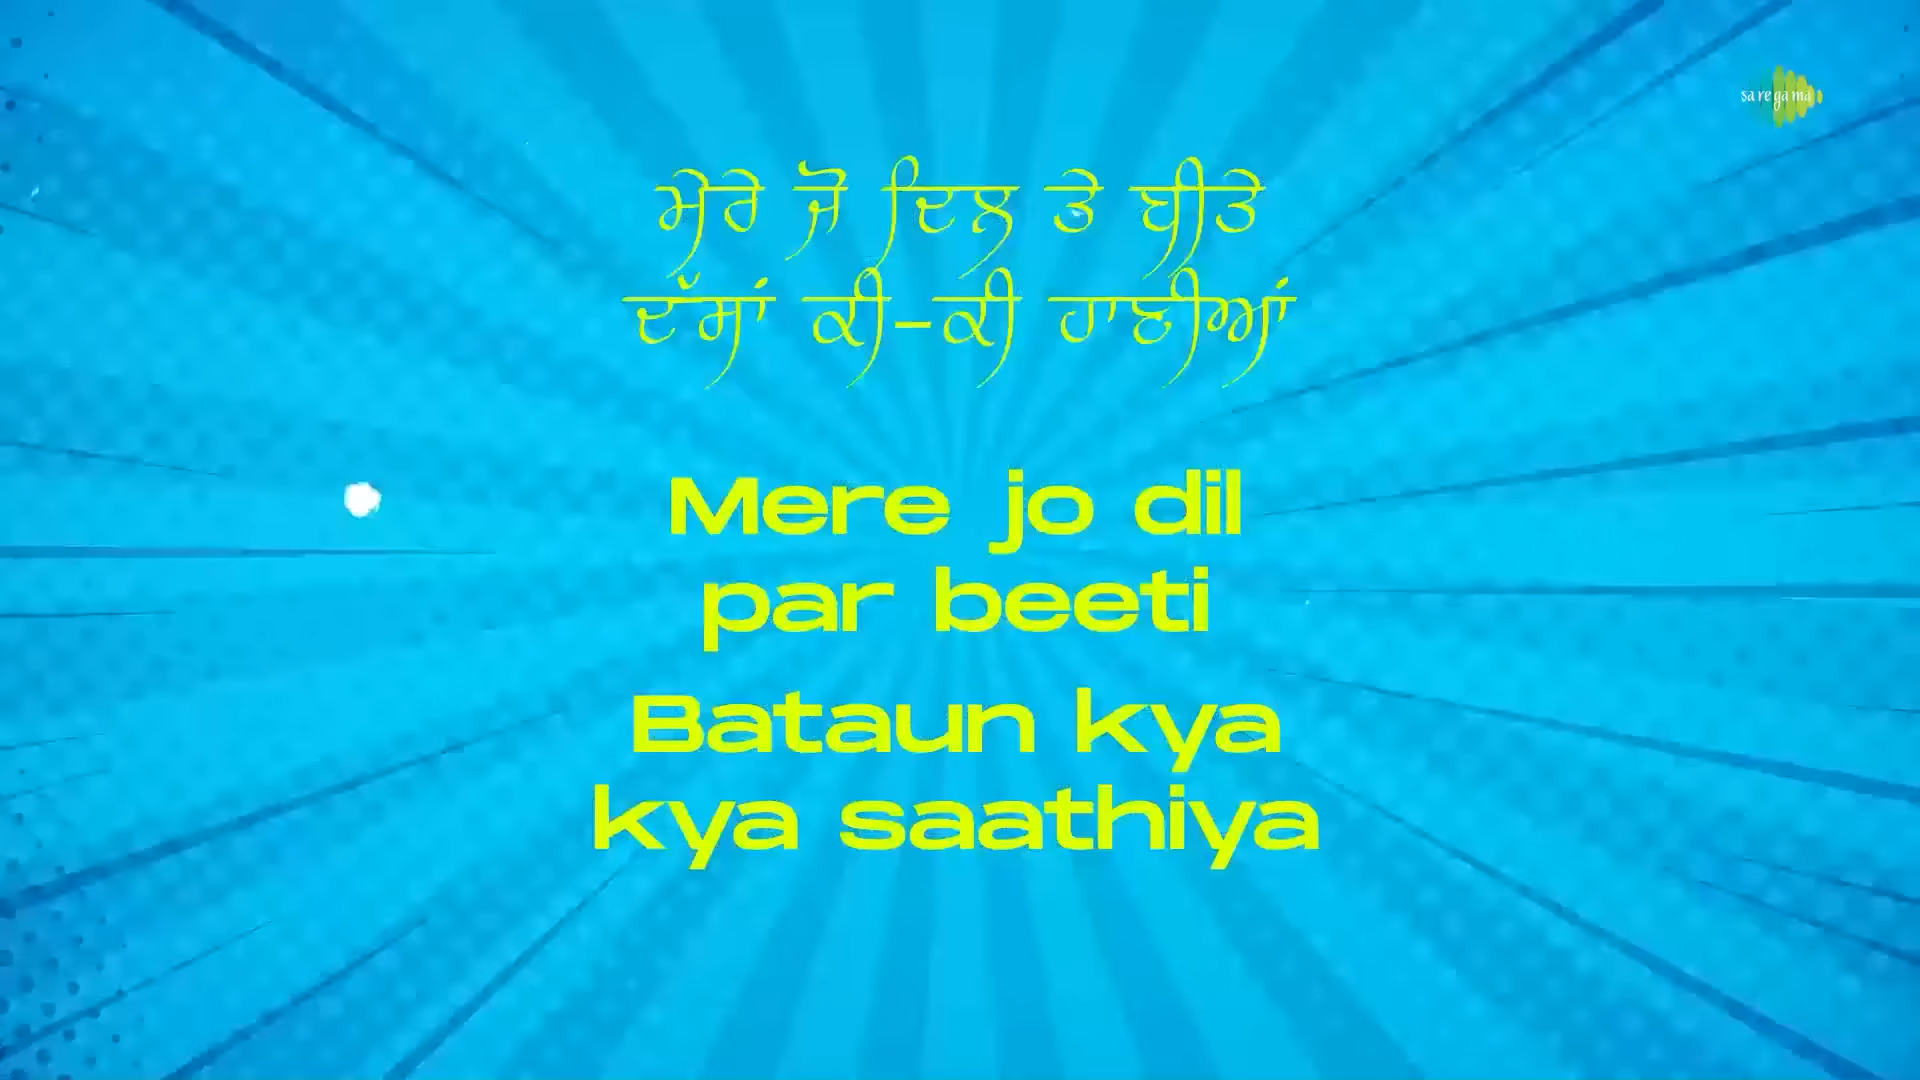 saregama
ਮੇਰੇ ਜੋ ਦਿਲ ਤੇ ਬੀਤੇ
ਦੱਸਾਂ ਕੀ-ਕੀ ਹਾਣੀਆਂ
Mere jo dil
par beeti
Bataun kya
kya saathiya